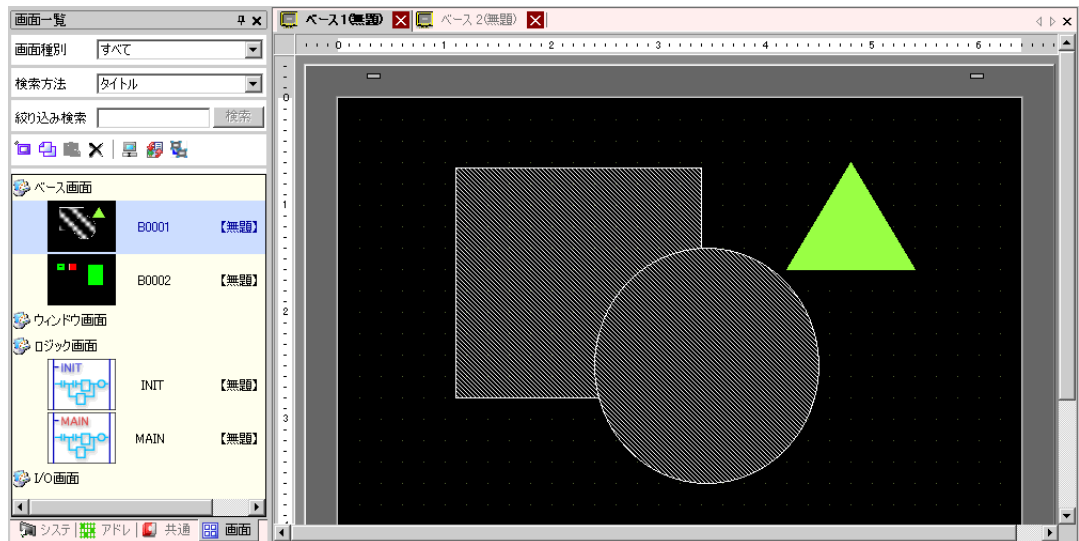 画面一覧
画面種別 すべて
検索方法 タイトル
絞り込み検索 検索
ベース画面
B0001 【無題】
B0002 【無題】
ウィンドウ画面
ロジック画面
INIT
INIT 【無題】
MAIN
MAIN 【無題】
I/O画面
システ アドレ 共通 画面
ベース1(無題) ベース 2(無題)
0 1 2 3 4 5 6
0
1
2
3